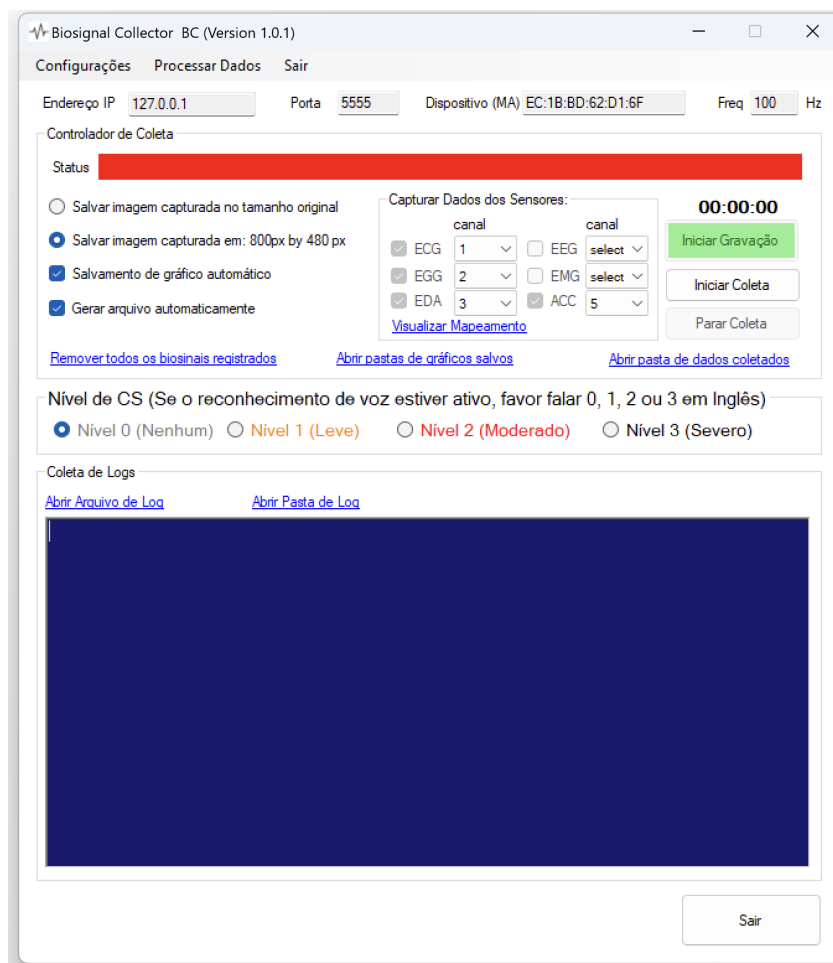 Biosignal Collector BC (Version 1.0.1)
Configurações Processar Dados Sair
Endereço IP 127.0.0.1 Porta 5555 Dispositivo (MA) EC:1B:BD:62:D1:6F Freq 100 Hz
Controlador de Coleta
Status
Salvar imagem capturada no tamanho original
Salvar imagem capturada em: 800px by 480 px
Salvamento de gráfico automático
Gerar arquivo automaticamente
Capturar Dados dos Sensores:
canal canal
ECG 1 EEG select
EGG 2 EMG select
EDA 3 ACC 5
Visualizar Mapeamento
00:00:00
Iniciar Gravação
Iniciar Coleta
Parar Coleta
Remover todos os biosinais registrados Abrir pastas de gráficos salvos Abrir pasta de dados coletados
Nível de CS (Se o reconhecimento de voz estiver ativo, favor falar 0, 1, 2 ou 3 em Inglês)
Nível 0 (Nenhum) Nível 1 (Leve) Nível 2 (Moderado) Nível 3 (Severo)
Coleta de Logs
Abrir Arquivo de Log Abrir Pasta de Log
Sair